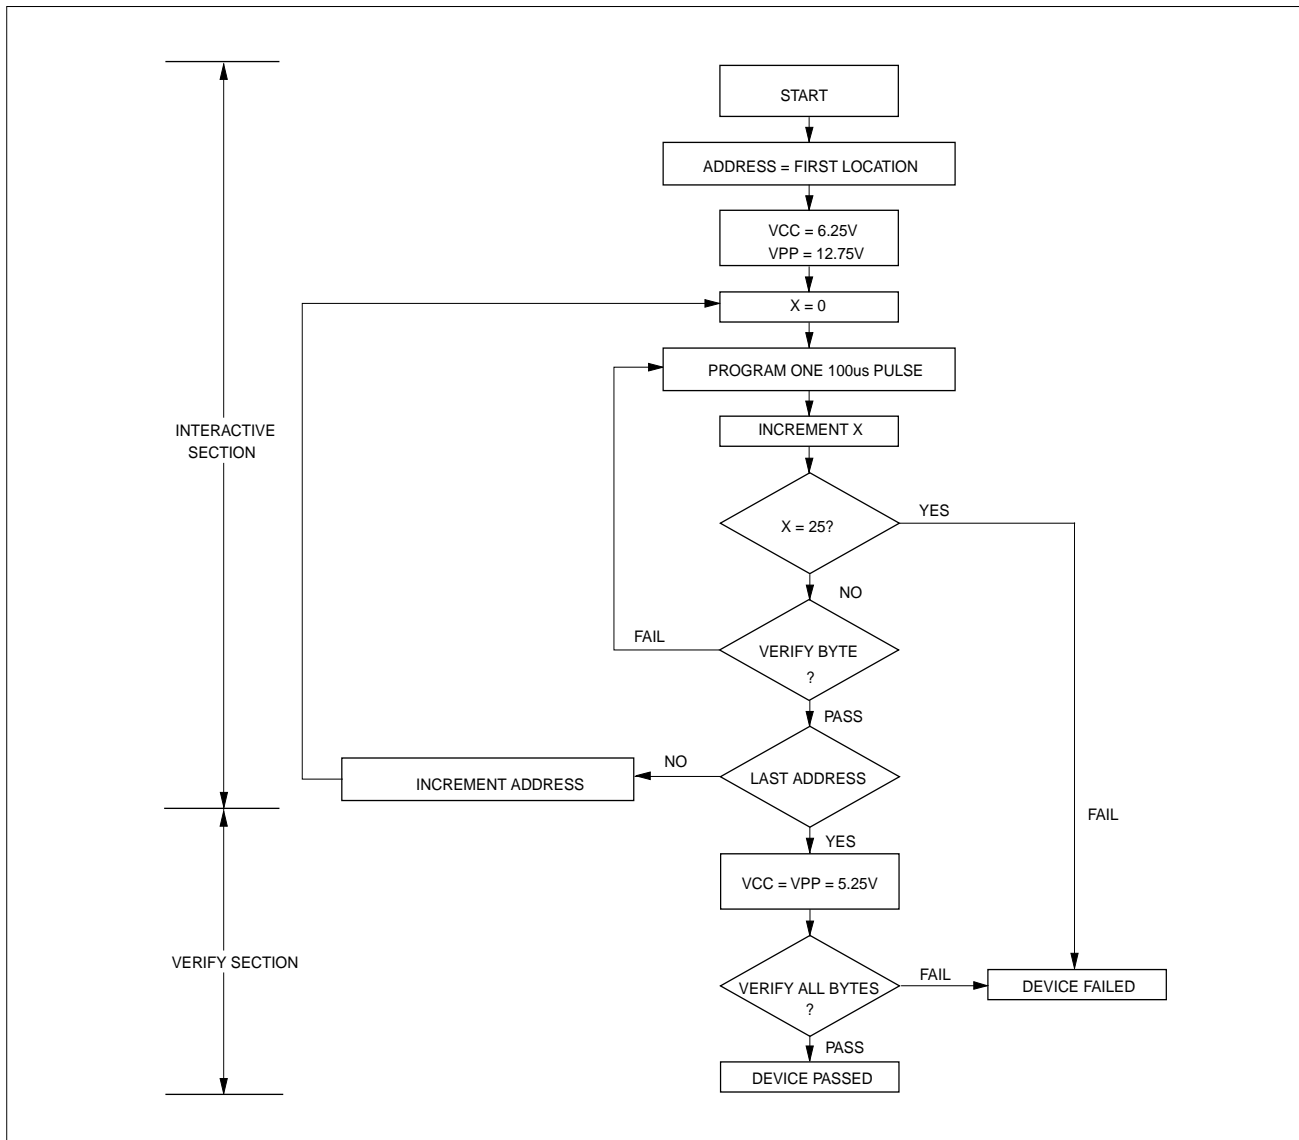 START
ADDRESS = FIRST LOCATION
VCC = 6.25V
VPP = 12.75V
X = 0
PROGRAM ONE 100us PULSE
INCREMENT X
INTERACTIVE
SECTION
X = 25?
YES
NO
FAIL
VERIFY BYTE
?
PASS
NO
LAST ADDRESS
INCREMENT ADDRESS
FAIL
YES
VCC = VPP = 5.25V
VERIFY SECTION
VERIFY ALL BYTES
?
FAIL
DEVICE FAILED
PASS
DEVICE PASSED